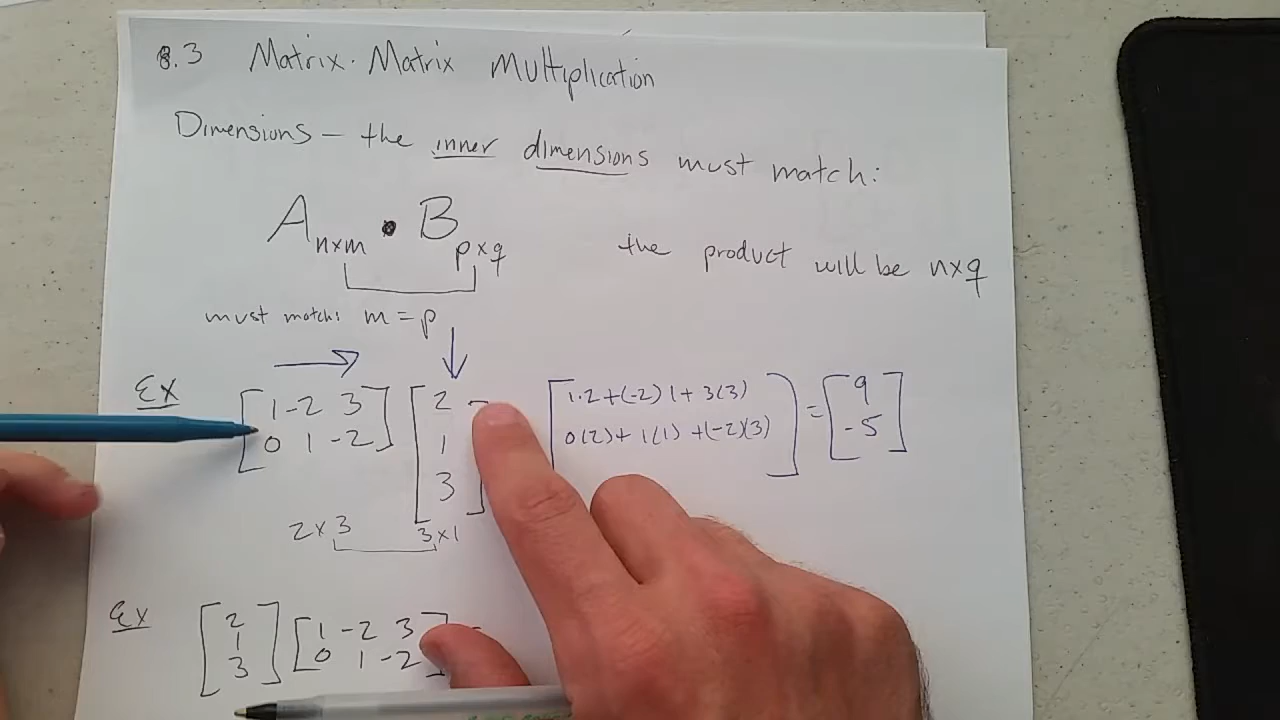 8.3 Matrix · Matrix Multiplication
Dimensions — the inner dimensions must match:
A n×m • B p×q the product will be n×q
must match: m = p
Ex [1 -2 3 [2 [1·2+(-2)1+3(3) = [9
0 1 -2] 1 0(2)+1(1)+(-2)(3)] -5]
3]
2×3 3×1
Ex [2 [1 -2 3
1 0 1 -2]
3]